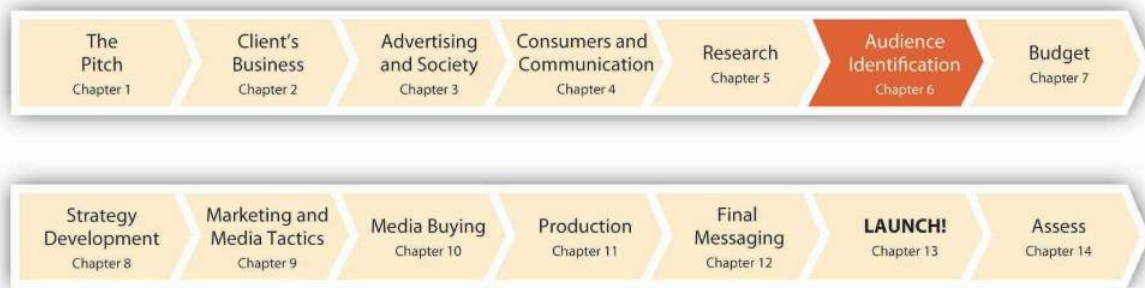 The
Pitch
Chapter 1
Client's
Business
Chapter 2
Advertising
and Society
Chapter 3
Consumers and
Communication
Chapter 4
Research
Chapter 5
Audience
Identification
Chapter 6
Budget
Chapter 7
Strategy
Development
Chapter 8
Marketing and
Media Tactics
Chapter 9
Media Buying
Chapter 10
Production
Chapter 11
Final
Messaging
Chapter 12
LAUNCH!
Chapter 13
Assess
Chapter 14